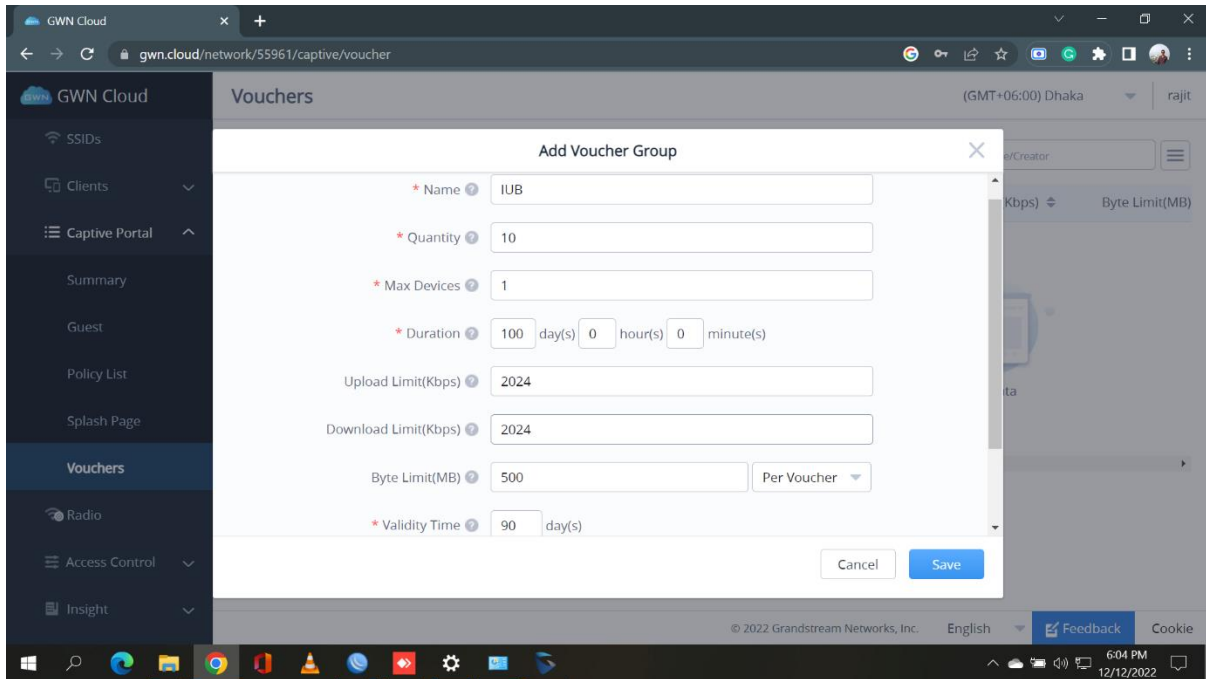 GWN Cloud
gwn.cloud/network/55961/captive/voucher
GWN Cloud
Vouchers
(GMT+06:00) Dhaka
rajit
SSIDs
Clients
Captive Portal
Summary
Guest
Policy List
Splash Page
Vouchers
Radio
Access Control
Insight
e/Creator
Kbps)
Byte Limit(MB)
ta
Add Voucher Group
* Name IUB
* Quantity 10
* Max Devices 1
* Duration 100 day(s) 0 hour(s) 0 minute(s)
Upload Limit(Kbps) 2024
Download Limit(Kbps) 2024
Byte Limit(MB) 500 Per Voucher
* Validity Time 90 day(s)
Cancel Save
© 2022 Grandstream Networks, Inc. English Feedback Cookie
6:04 PM
12/12/2022